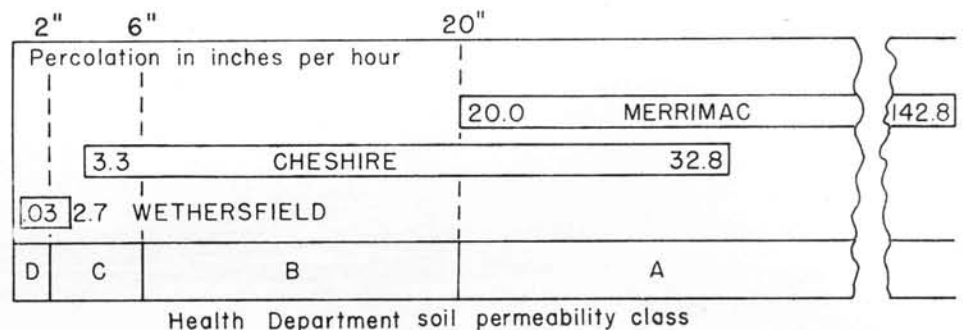 2" 6" 20"
Percolation in inches per hour
20.0 MERRIMAC 142.8
3.3 CHESHIRE 32.8
.03 2.7 WETHERSFIELD
D C B A
Health Department soil permeability class